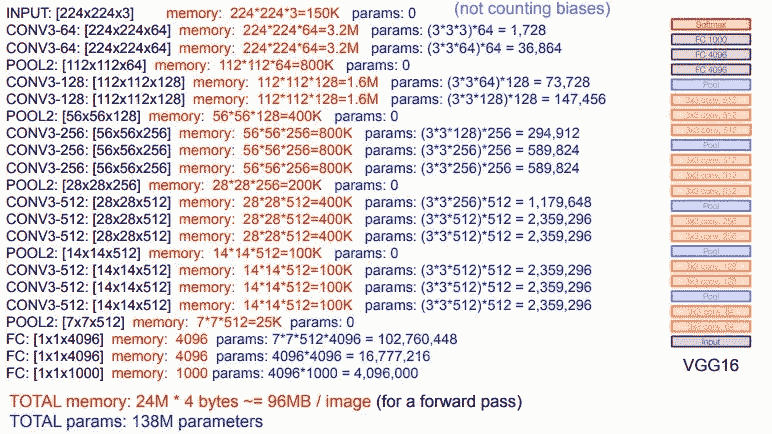 (not counting biases)
INPUT: [224x224x3] memory: 224*224*3=150K params: 0
CONV3-64: [224x224x64] memory: 224*224*64=3.2M params: (3*3*3)*64 = 1,728
CONV3-64: [224x224x64] memory: 224*224*64=3.2M params: (3*3*64)*64 = 36,864
POOL2: [112x112x64] memory: 112*112*64=800K params: 0
CONV3-128: [112x112x128] memory: 112*112*128=1.6M params: (3*3*64)*128 = 73,728
CONV3-128: [112x112x128] memory: 112*112*128=1.6M params: (3*3*128)*128 = 147,456
POOL2: [56x56x128] memory: 56*56*128=400K params: 0
CONV3-256: [56x56x256] memory: 56*56*256=800K params: (3*3*128)*256 = 294,912
CONV3-256: [56x56x256] memory: 56*56*256=800K params: (3*3*256)*256 = 589,824
CONV3-256: [56x56x256] memory: 56*56*256=800K params: (3*3*256)*256 = 589,824
POOL2: [28x28x256] memory: 28*28*256=200K params: 0
CONV3-512: [28x28x512] memory: 28*28*512=400K params: (3*3*256)*512 = 1,179,648
CONV3-512: [28x28x512] memory: 28*28*512=400K params: (3*3*512)*512 = 2,359,296
CONV3-512: [28x28x512] memory: 28*28*512=400K params: (3*3*512)*512 = 2,359,296
POOL2: [14x14x512] memory: 14*14*512=100K params: 0
CONV3-512: [14x14x512] memory: 14*14*512=100K params: (3*3*512)*512 = 2,359,296
CONV3-512: [14x14x512] memory: 14*14*512=100K params: (3*3*512)*512 = 2,359,296
CONV3-512: [14x14x512] memory: 14*14*512=100K params: (3*3*512)*512 = 2,359,296
POOL2: [7x7x512] memory: 7*7*512=25K params: 0
FC: [1x1x4096] memory: 4096 params: 7*7*512*4096 = 102,760,448
FC: [1x1x4096] memory: 4096 params: 4096*4096 = 16,777,216
FC: [1x1x1000] memory: 1000 params: 4096*1000 = 4,096,000
TOTAL memory: 24M * 4 bytes ~= 96MB / image (for a forward pass)
TOTAL params: 138M parameters
Softmax
FC 1000
FC 4096
FC 4096
Pool
3x3 conv, 512
3x3 conv, 512
3x3 conv, 512
Pool
3x3 conv, 512
3x3 conv, 512
3x3 conv, 512
Pool
3x3 conv, 256
3x3 conv, 256
Pool
3x3 conv, 128
3x3 conv, 128
Pool
3x3 conv, 64
3x3 conv, 64
Input
VGG16